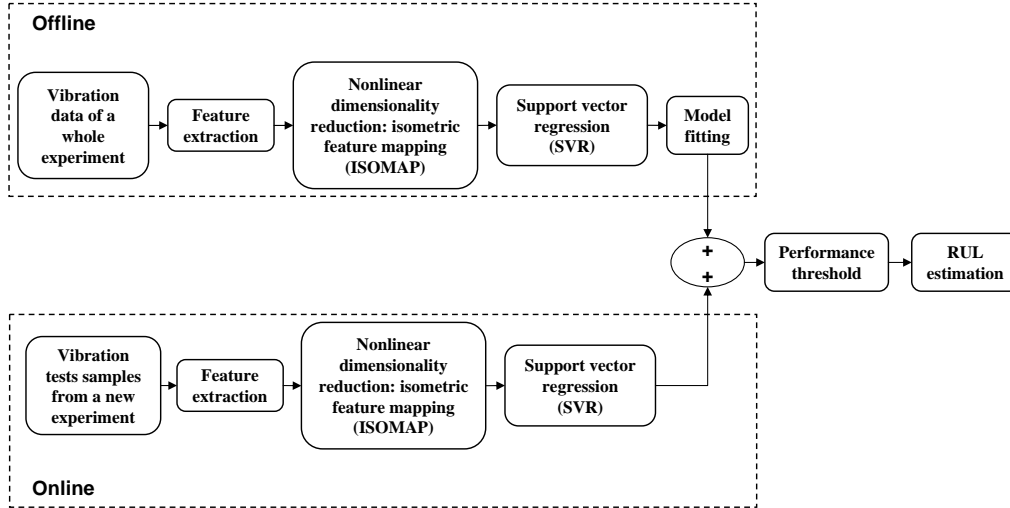 Offline
Vibration
data of a
whole
experiment
Feature
extraction
Nonlinear
dimensionality
reduction: isometric
feature mapping
(ISOMAP)
Support vector
regression
(SVR)
Model
fitting
+
+
Performance
threshold
RUL
estimation
Vibration
tests samples
from a new
experiment
Feature
extraction
Nonlinear
dimensionality
reduction: isometric
feature mapping
(ISOMAP)
Support vector
regression
(SVR)
Online